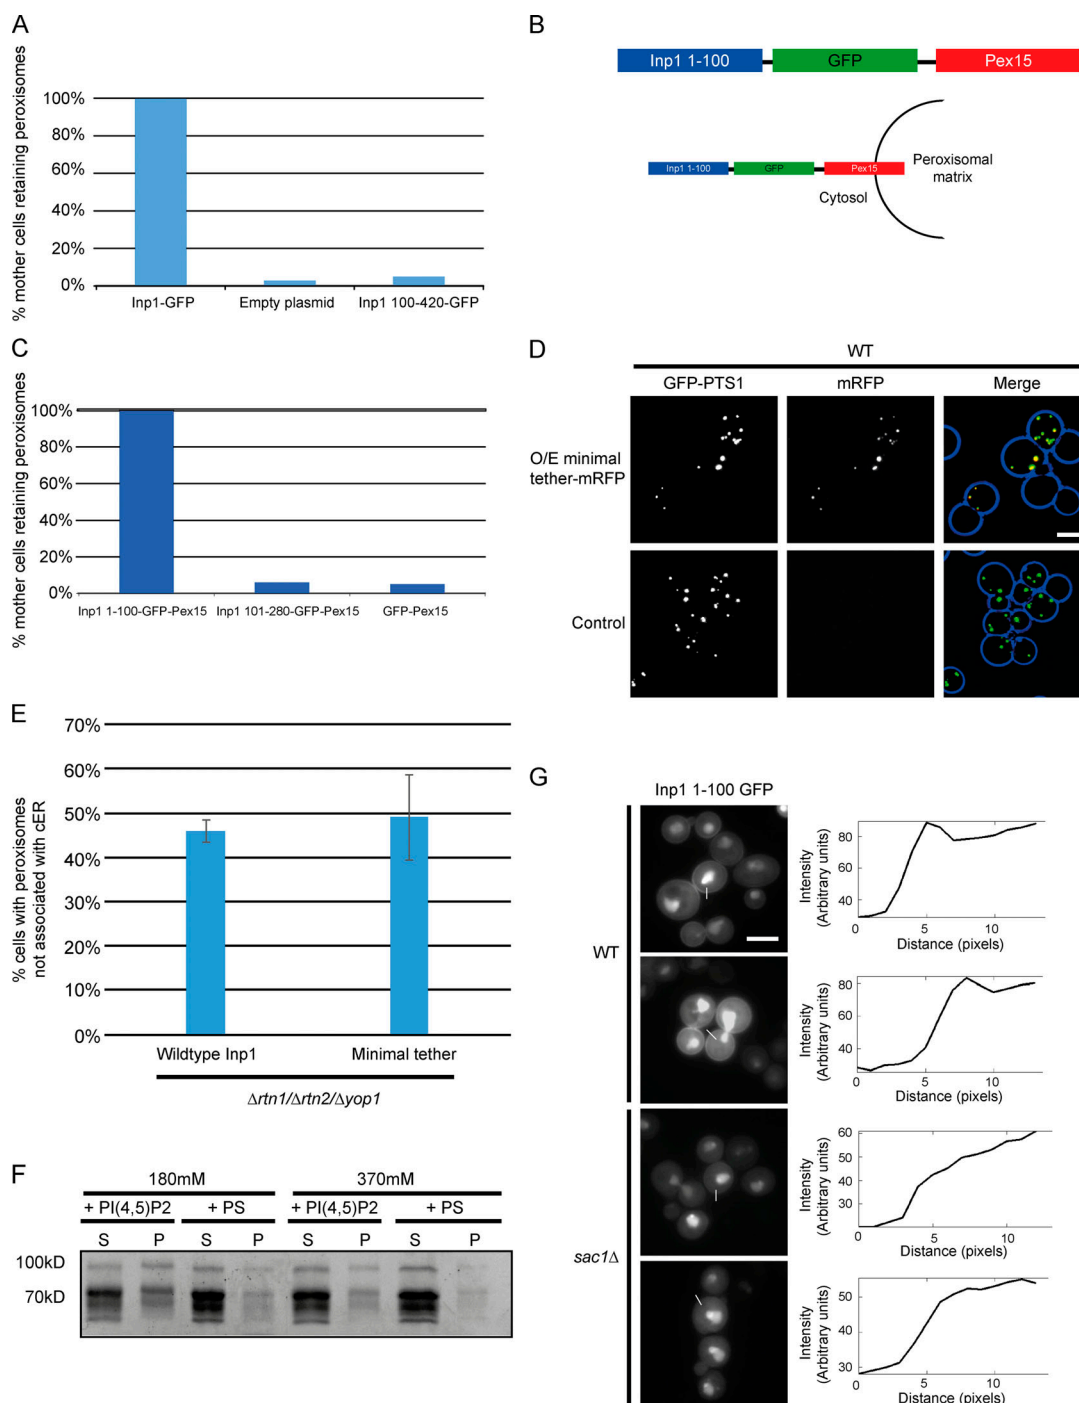 A
% mother cells retaining peroxisomes
100%
80%
60%
40%
20%
0%
Inp1-GFP Empty plasmid Inp1 100-420-GFP
B
Inp1 1-100 GFP Pex15
Inp1 1-100 GFP Pex15
Cytosol
Peroxisomal
matrix
C
% mother cells retaining peroxisomes
100%
80%
60%
40%
20%
0%
Inp1 1-100-GFP-Pex15 Inp1 101-280-GFP-Pex15 GFP-Pex15
D
WT
GFP-PTS1 mRFP Merge
O/E minimal
tether-mRFP
Control
E
% cells with peroxisomes
not associated with cER
70%
60%
50%
40%
30%
20%
10%
0%
Wildtype Inp1 Minimal tether
Δrtn1/Δrtn2/Δyop1
F
180mM 370mM
+ PI(4,5)P2 + PS + PI(4,5)P2 + PS
S P S P S P S P
100kD
70kD
G
Inp1 1-100 GFP
WT
sac1Δ
Intensity
(Arbitrary units)
80
60
40
0 5 10
Distance (pixels)
Intensity
(Arbitrary units)
80
60
40
0 5 10
Distance (pixels)
Intensity
(Arbitrary units)
60
50
40
30
0 5 10
Distance (pixels)
Intensity
(Arbitrary units)
50
40
30
0 5 10
Distance (pixels)